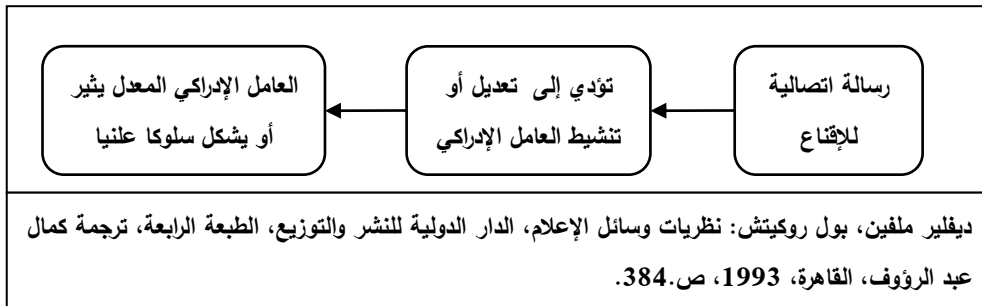 رسالة اتصالية
للإقناع
تؤدي إلى تعديل أو
تنشيط العامل الإدراكي
العامل الإدراكي المعدل يثير
أو يشكل سلوكا علنيا
ديفلير ملفين، بول روكيتش: نظريات وسائل الإعلام، الدار الدولية للنشر والتوزيع، الطبعة الرابعة، ترجمة كمال
عبد الرؤوف، القاهرة، 1993، ص.384.